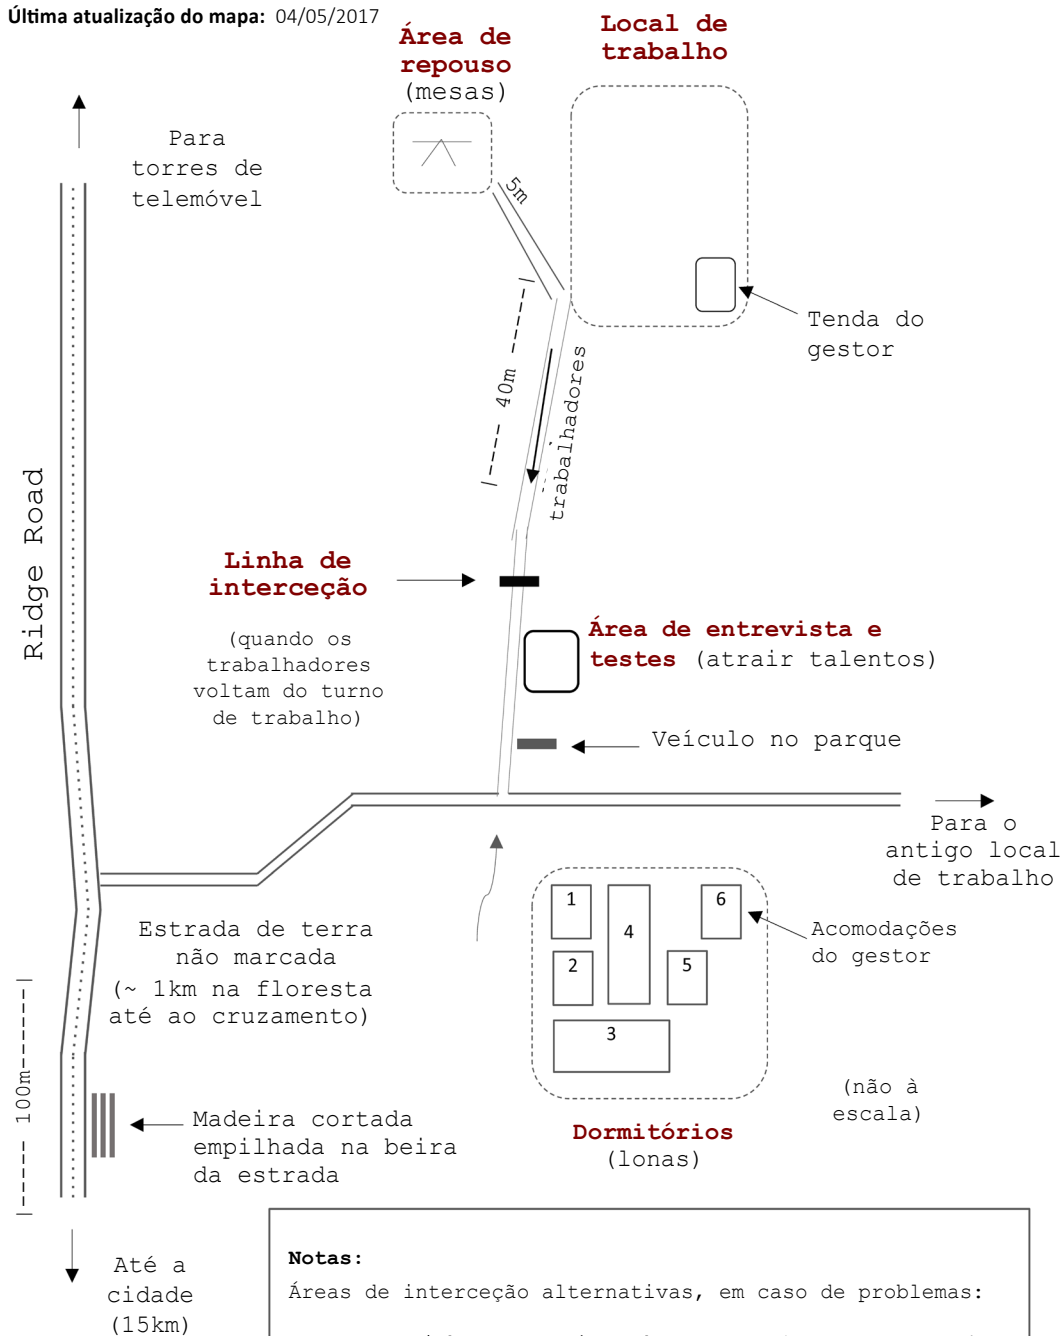 Última atualização do mapa: 04/05/2017
Área de
repouso
(mesas)
Local de
trabalho
Para
torres de
telemóvel
5m
Tenda do
gestor
40m
trabalhadores
Ridge Road
Linha de
interceção
(quando os
trabalhadores
voltam do turno
de trabalho)
Área de entrevista e
testes (atrair talentos)
Veículo no parque
Para o
antigo local
de trabalho
Estrada de terra
não marcada
(~ 1km na floresta
até ao cruzamento)
1
2
3
4
5
6
Acomodações
do gestor
(não à
escala)
Dormitórios
(lonas)
100m
Madeira cortada
empilhada na beira
da estrada
Até a
cidade
(15km)
Notas:
Áreas de interceção alternativas, em caso de problemas: